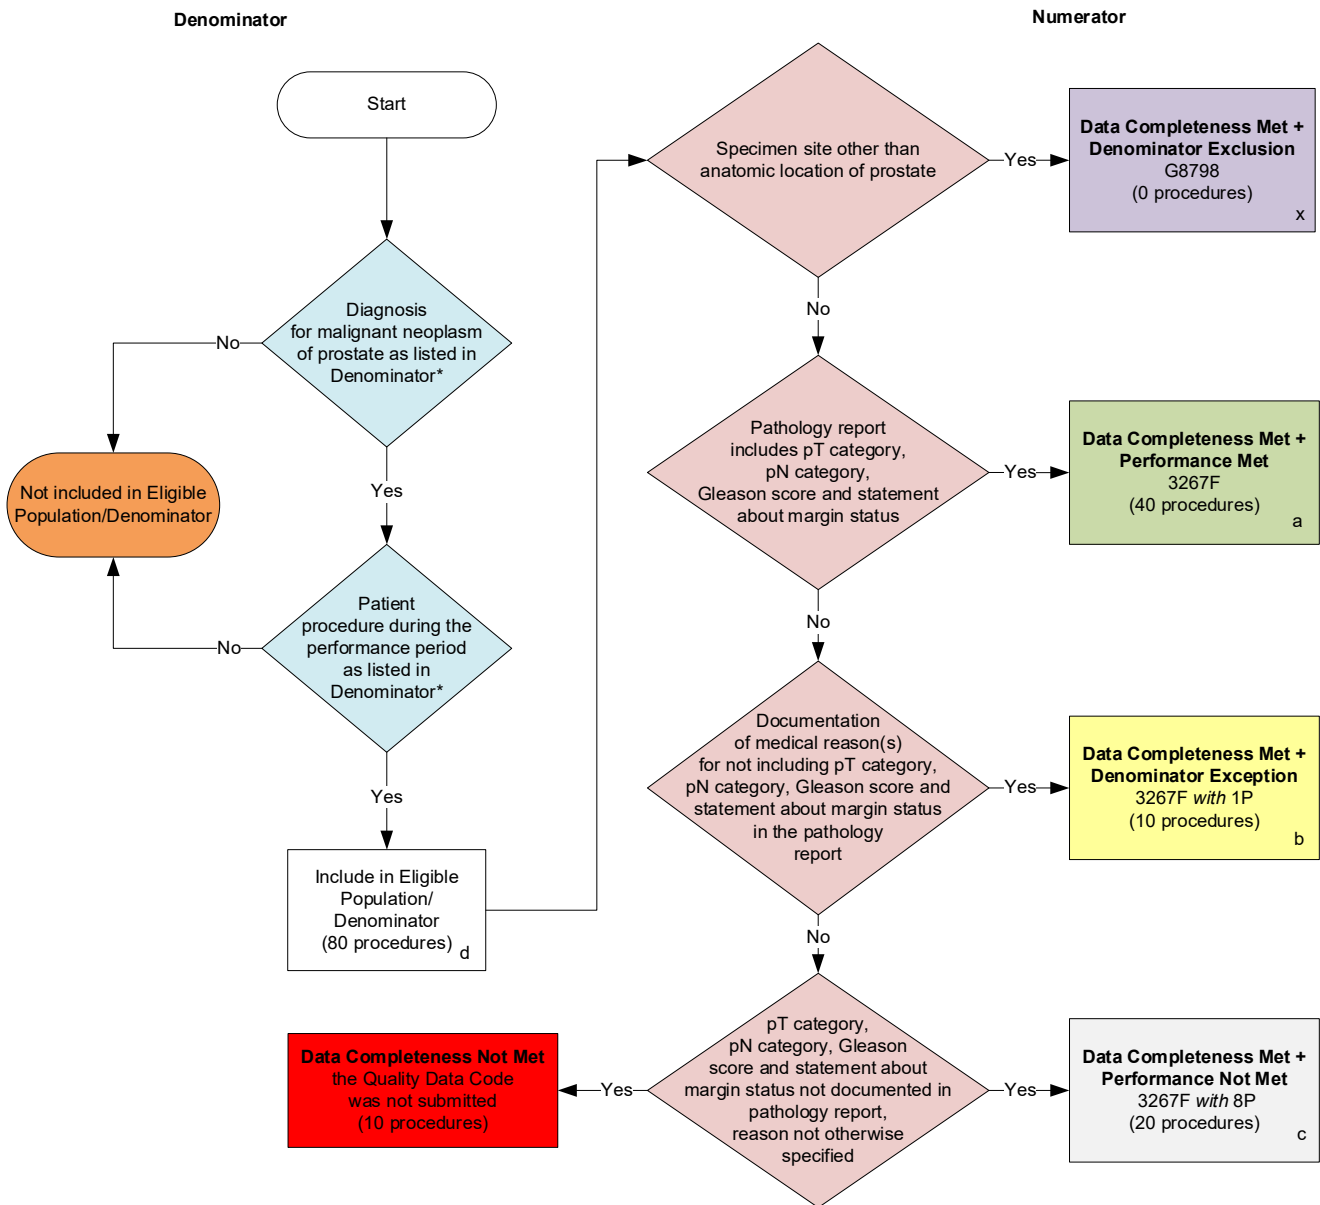 Denominator
Numerator
Start
Diagnosis
for malignant neoplasm
of prostate as listed in
Denominator*
No
Yes
Not included in Eligible
Population/Denominator
Patient
procedure during the
performance period
as listed in
Denominator*
No
Yes
Include in Eligible
Population/
Denominator
(80 procedures)
d
Specimen site other than
anatomic location of prostate
Yes
Data Completeness Met +
Denominator Exclusion
G8798
(0 procedures)
x
No
Pathology report
includes pT category,
pN category,
Gleason score and statement
about margin status
Yes
Data Completeness Met +
Performance Met
3267F
(40 procedures)
a
No
Documentation
of medical reason(s)
for not including pT category,
pN category, Gleason score and
statement about margin status
in the pathology
report
Yes
Data Completeness Met +
Denominator Exception
3267F with 1P
(10 procedures)
b
No
pT category,
pN category, Gleason
score and statement about
margin status not documented in
pathology report,
reason not otherwise
specified
Yes
Data Completeness Met +
Performance Not Met
3267F with 8P
(20 procedures)
c
Yes
Data Completeness Not Met
the Quality Data Code
was not submitted
(10 procedures)